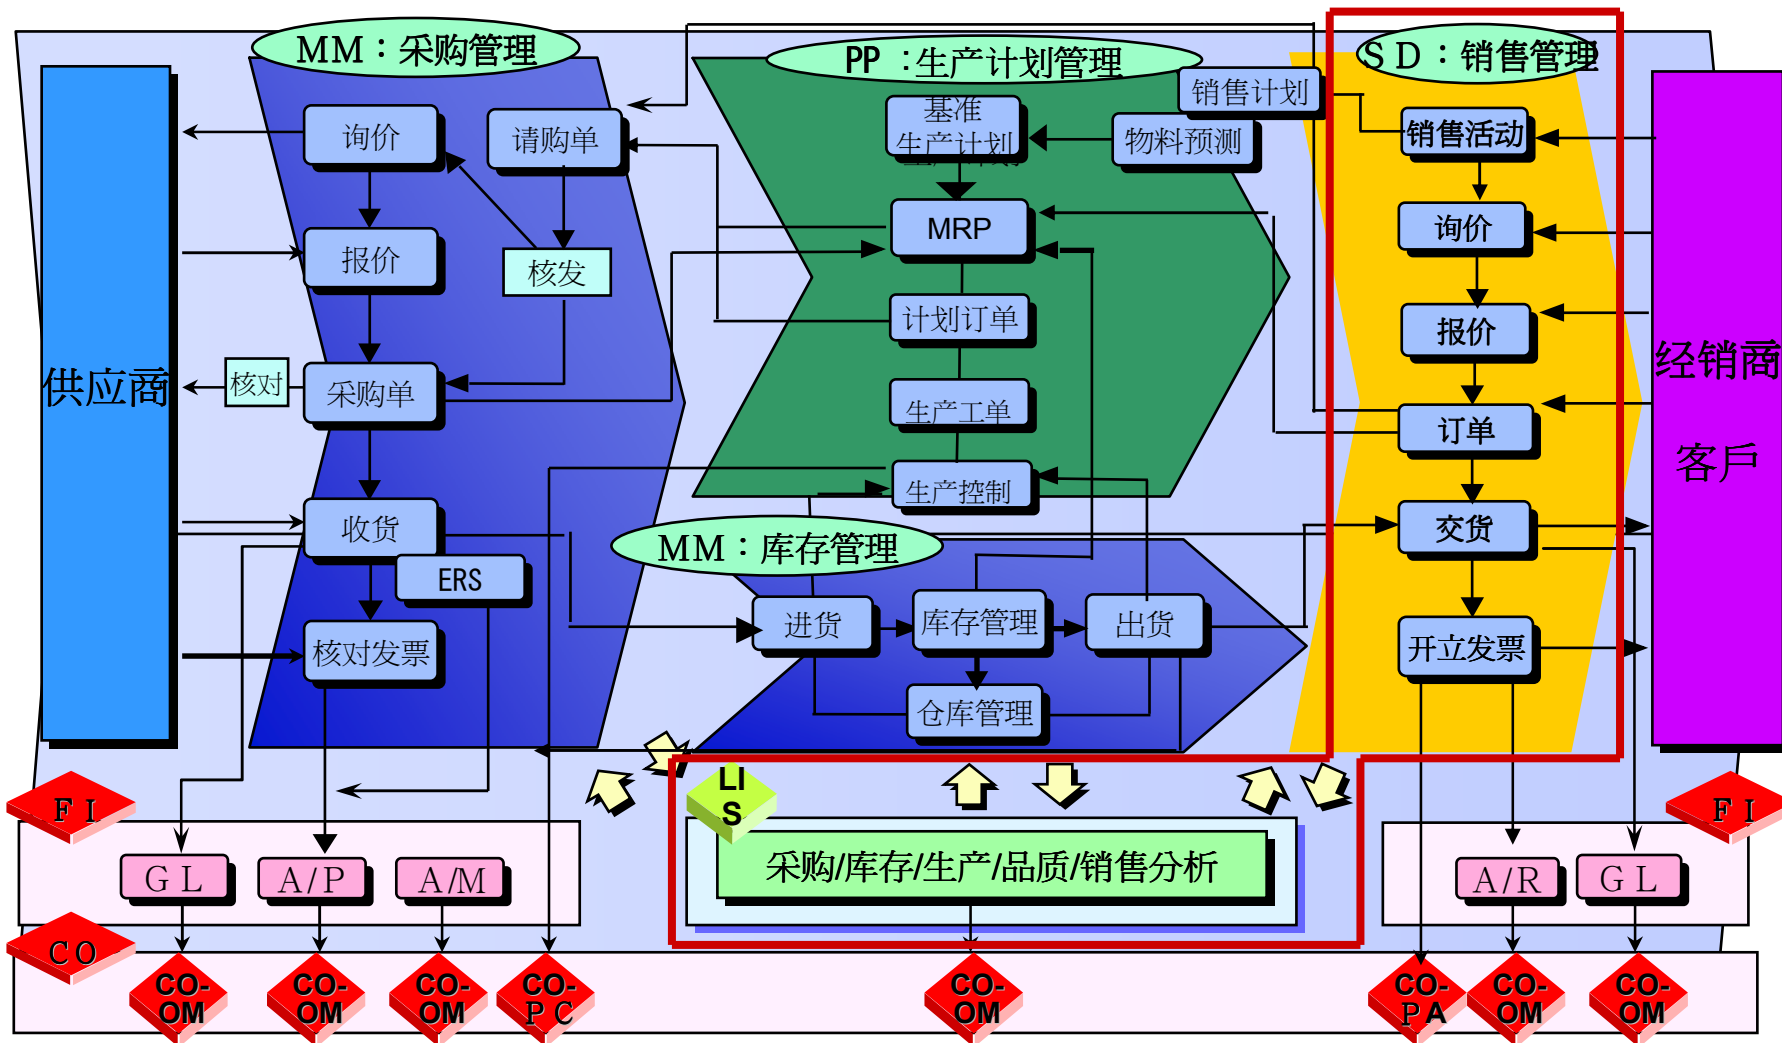 MM：采购管理
PP：生产计划管理
SD：销售管理
供应商
询价
请购单
报价
核发
核对
采购单
收货
ERS
核对发票
基准
生产计划
物料预测
销售计划
MRP
计划订单
生产工单
生产控制
MM：库存管理
进货
库存管理
出货
仓库管理
销售活动
询价
报价
订单
交货
开立发票
经销商
客戶
FI
GL
A/P
A/M
LI
S
采购/库存/生产/品质/销售分析
FI
A/R
GL
CO
CO-
OM
CO-
OM
CO-
OM
CO-
PC
CO-
OM
CO-
PA
CO-
OM
CO-
OM